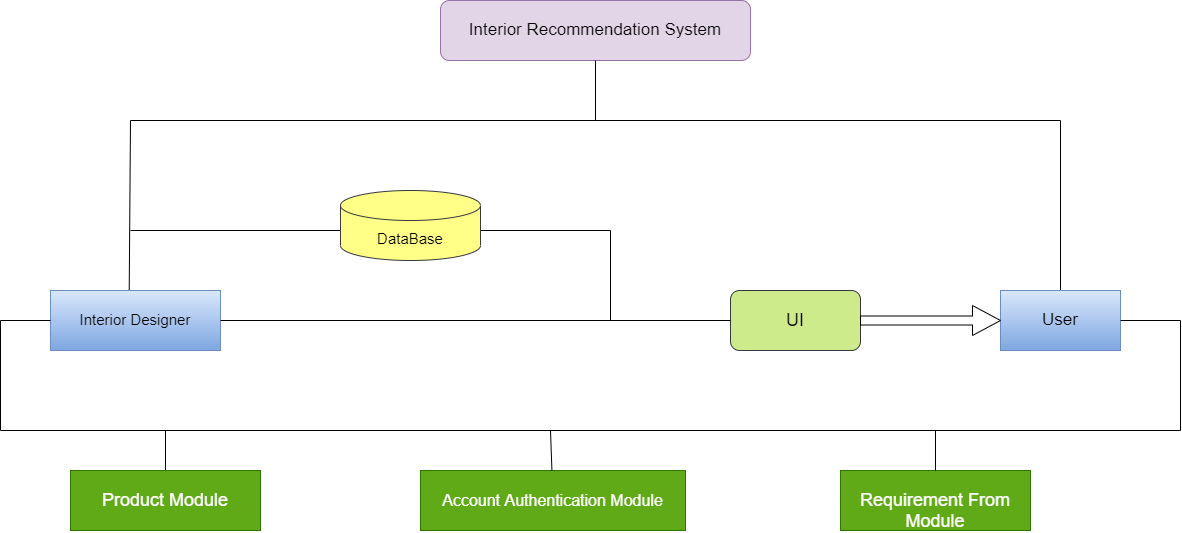 Interior Recommendation System
DataBase
Interior Designer
UI
User
Product Module
Account Authentication Module
Requirement From
Module